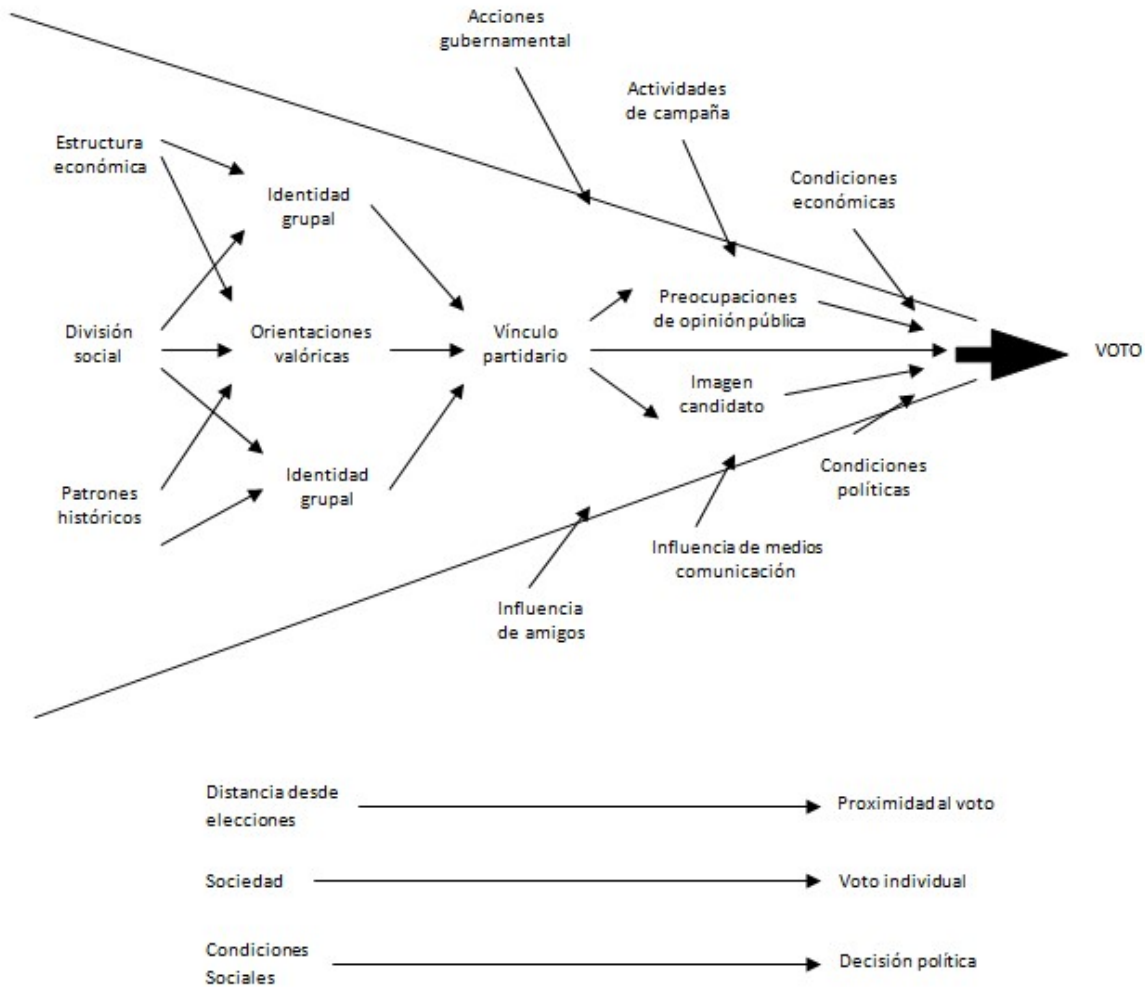 Acciones
gubernamental
Actividades
de campaña
Estructura
económica
Condiciones
económicas
Identidad
grupal
Preocupaciones
de opinión pública
División
social
Orientaciones
valóricas
Vínculo
partidario
VOTO
Imagen
candidato
Identidad
grupal
Condiciones
políticas
Patrones
históricos
Influencia de medios
comunicación
Influencia
de amigos
Distancia desde
elecciones
Proximidad al voto
Sociedad
Voto individual
Condiciones
Sociales
Decisión política